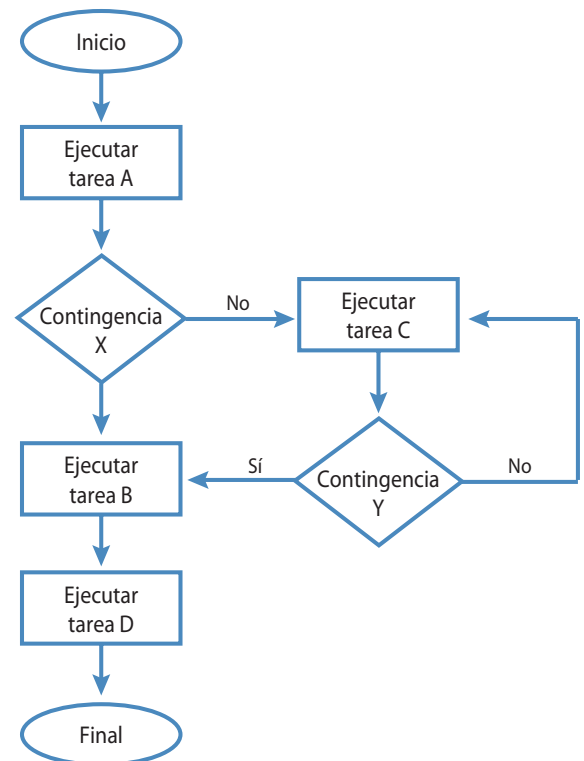 Inicio
Ejecutar
tarea A
Contingencia
X
No
Ejecutar
tarea C
Contingencia
Y
No
Sí
Ejecutar
tarea B
Ejecutar
tarea D
Final